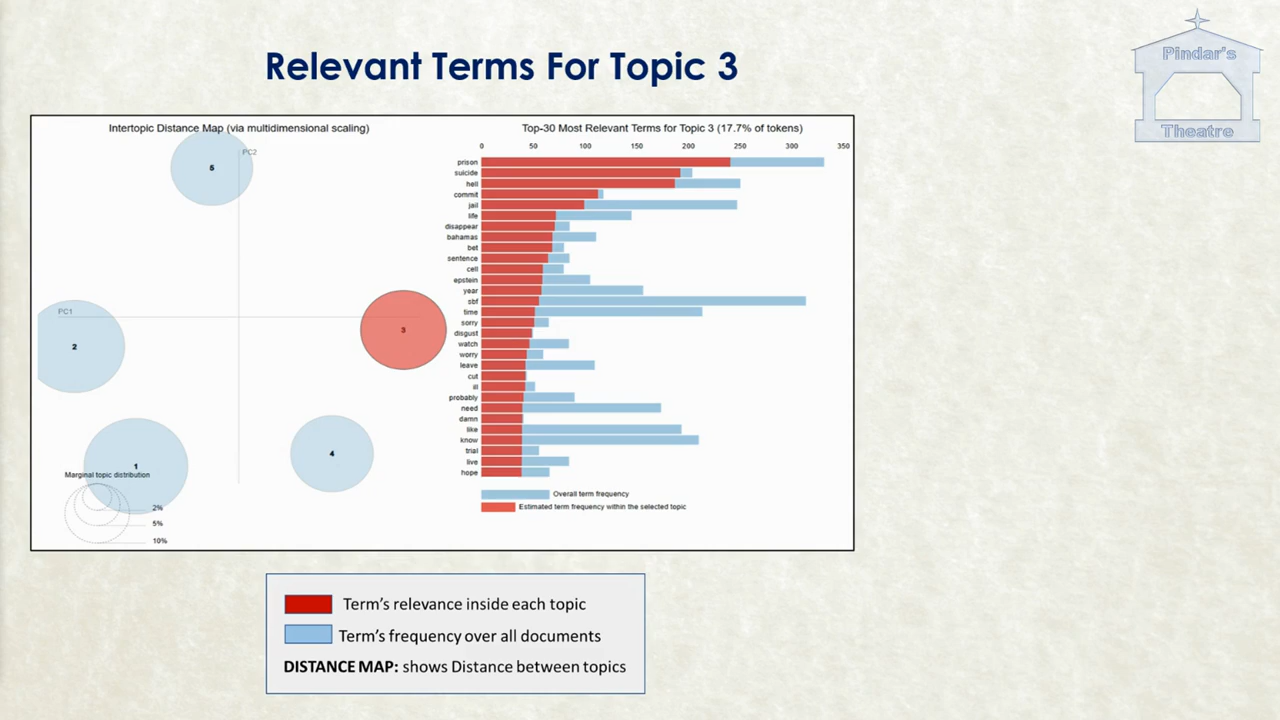 Relevant Terms For Topic 3
Pindar's
Theatre
Intertopic Distance Map (via multidimensional scaling)
PC2
5
PC1
2
3
1
4
Marginal topic distribution
2%
5%
10%
Top-30 Most Relevant Terms for Topic 3 (17.7% of tokens)
0 50 100 150 200 250 300 350
prison
suicide
hell
commit
jail
life
disappear
bahamas
bet
sentence
cell
epstein
year
sbf
time
sorry
disgust
watch
worry
leave
cut
ill
probably
need
damn
like
know
trial
live
hope
Overall term frequency
Estimated term frequency within the selected topic
Term's relevance inside each topic
Term's frequency over all documents
DISTANCE MAP: shows Distance between topics